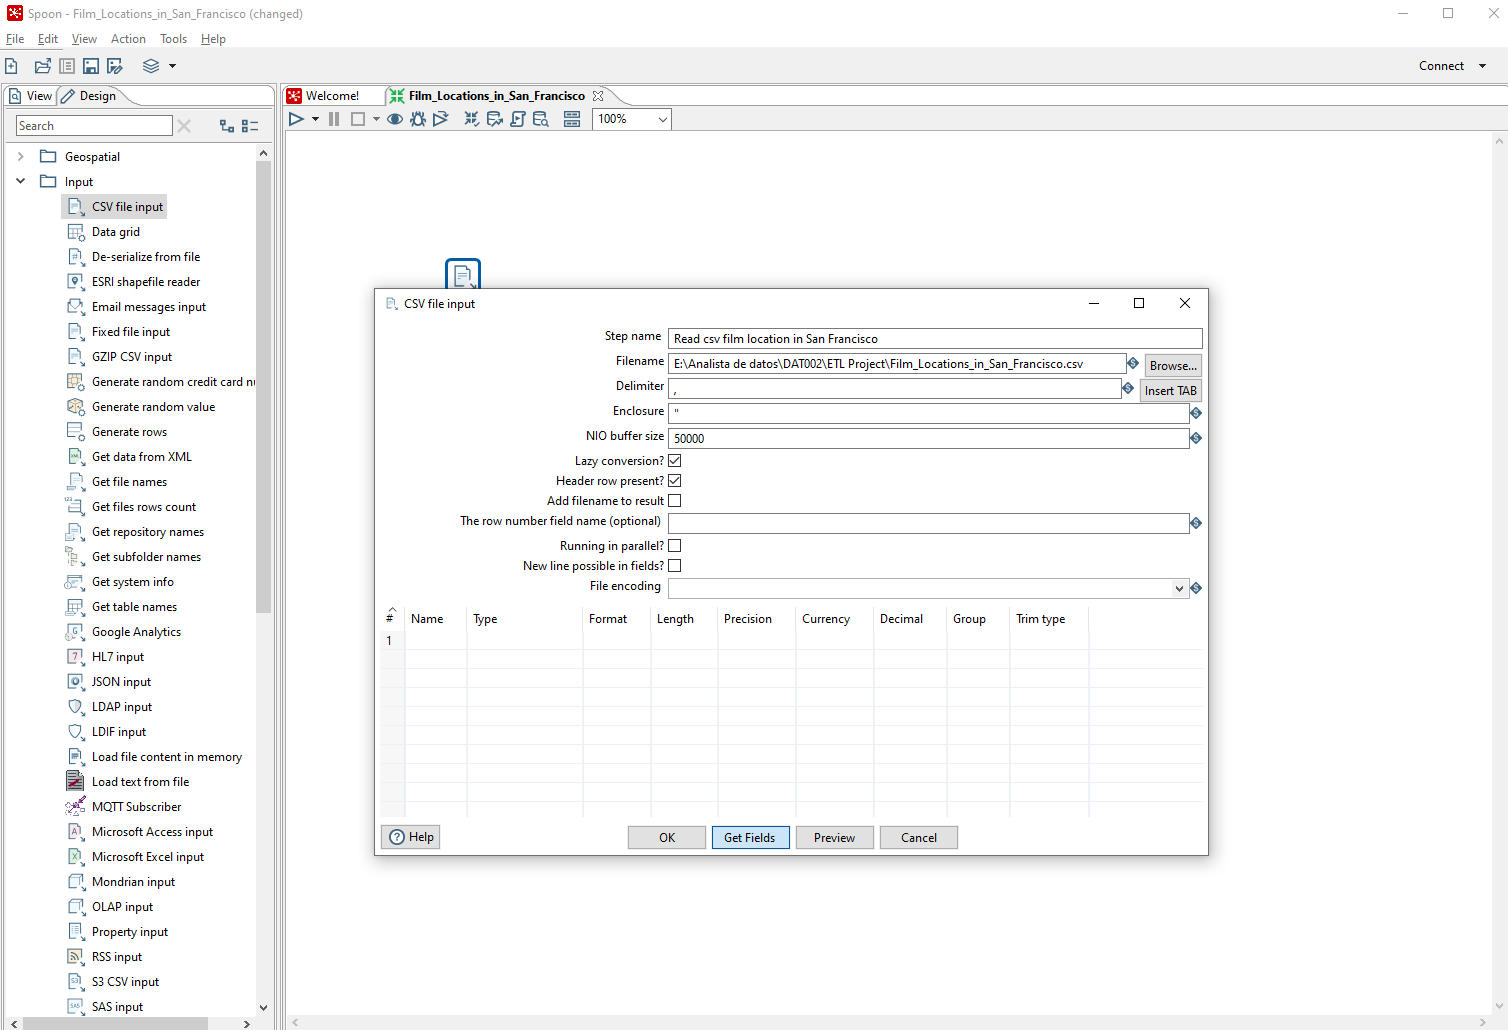 Spoon - Film_Locations_in_San_Francisco (changed)
File Edit View Action Tools Help
Connect
View Design
Welcome! Film_Locations_in_San_Francisco
Search
100%
Geospatial
Input
CSV file input
Data grid
De-serialize from file
ESRI shapefile reader
Email messages input
Fixed file input
GZIP CSV input
Generate random credit card nu
Generate random value
Generate rows
Get data from XML
Get file names
Get files rows count
Get repository names
Get subfolder names
Get system info
Get table names
Google Analytics
HL7 input
JSON input
LDAP input
LDIF input
Load file content in memory
Load text from file
MQTT Subscriber
Microsoft Access input
Microsoft Excel input
Mondrian input
OLAP input
Property input
RSS input
S3 CSV input
SAS input
CSV file input
Step name Read csv film location in San Francisco
Filename E:\Analista de datos\DAT002\ETL Project\Film_Locations_in_San_Francisco.csv Browse...
Delimiter , Insert TAB
Enclosure "
NIO buffer size 50000
Lazy conversion?
Header row present?
Add filename to result
The row number field name (optional)
Running in parallel?
New line possible in fields?
File encoding
# Name Type Format Length Precision Currency Decimal Group Trim type
1
Help OK Get Fields Preview Cancel